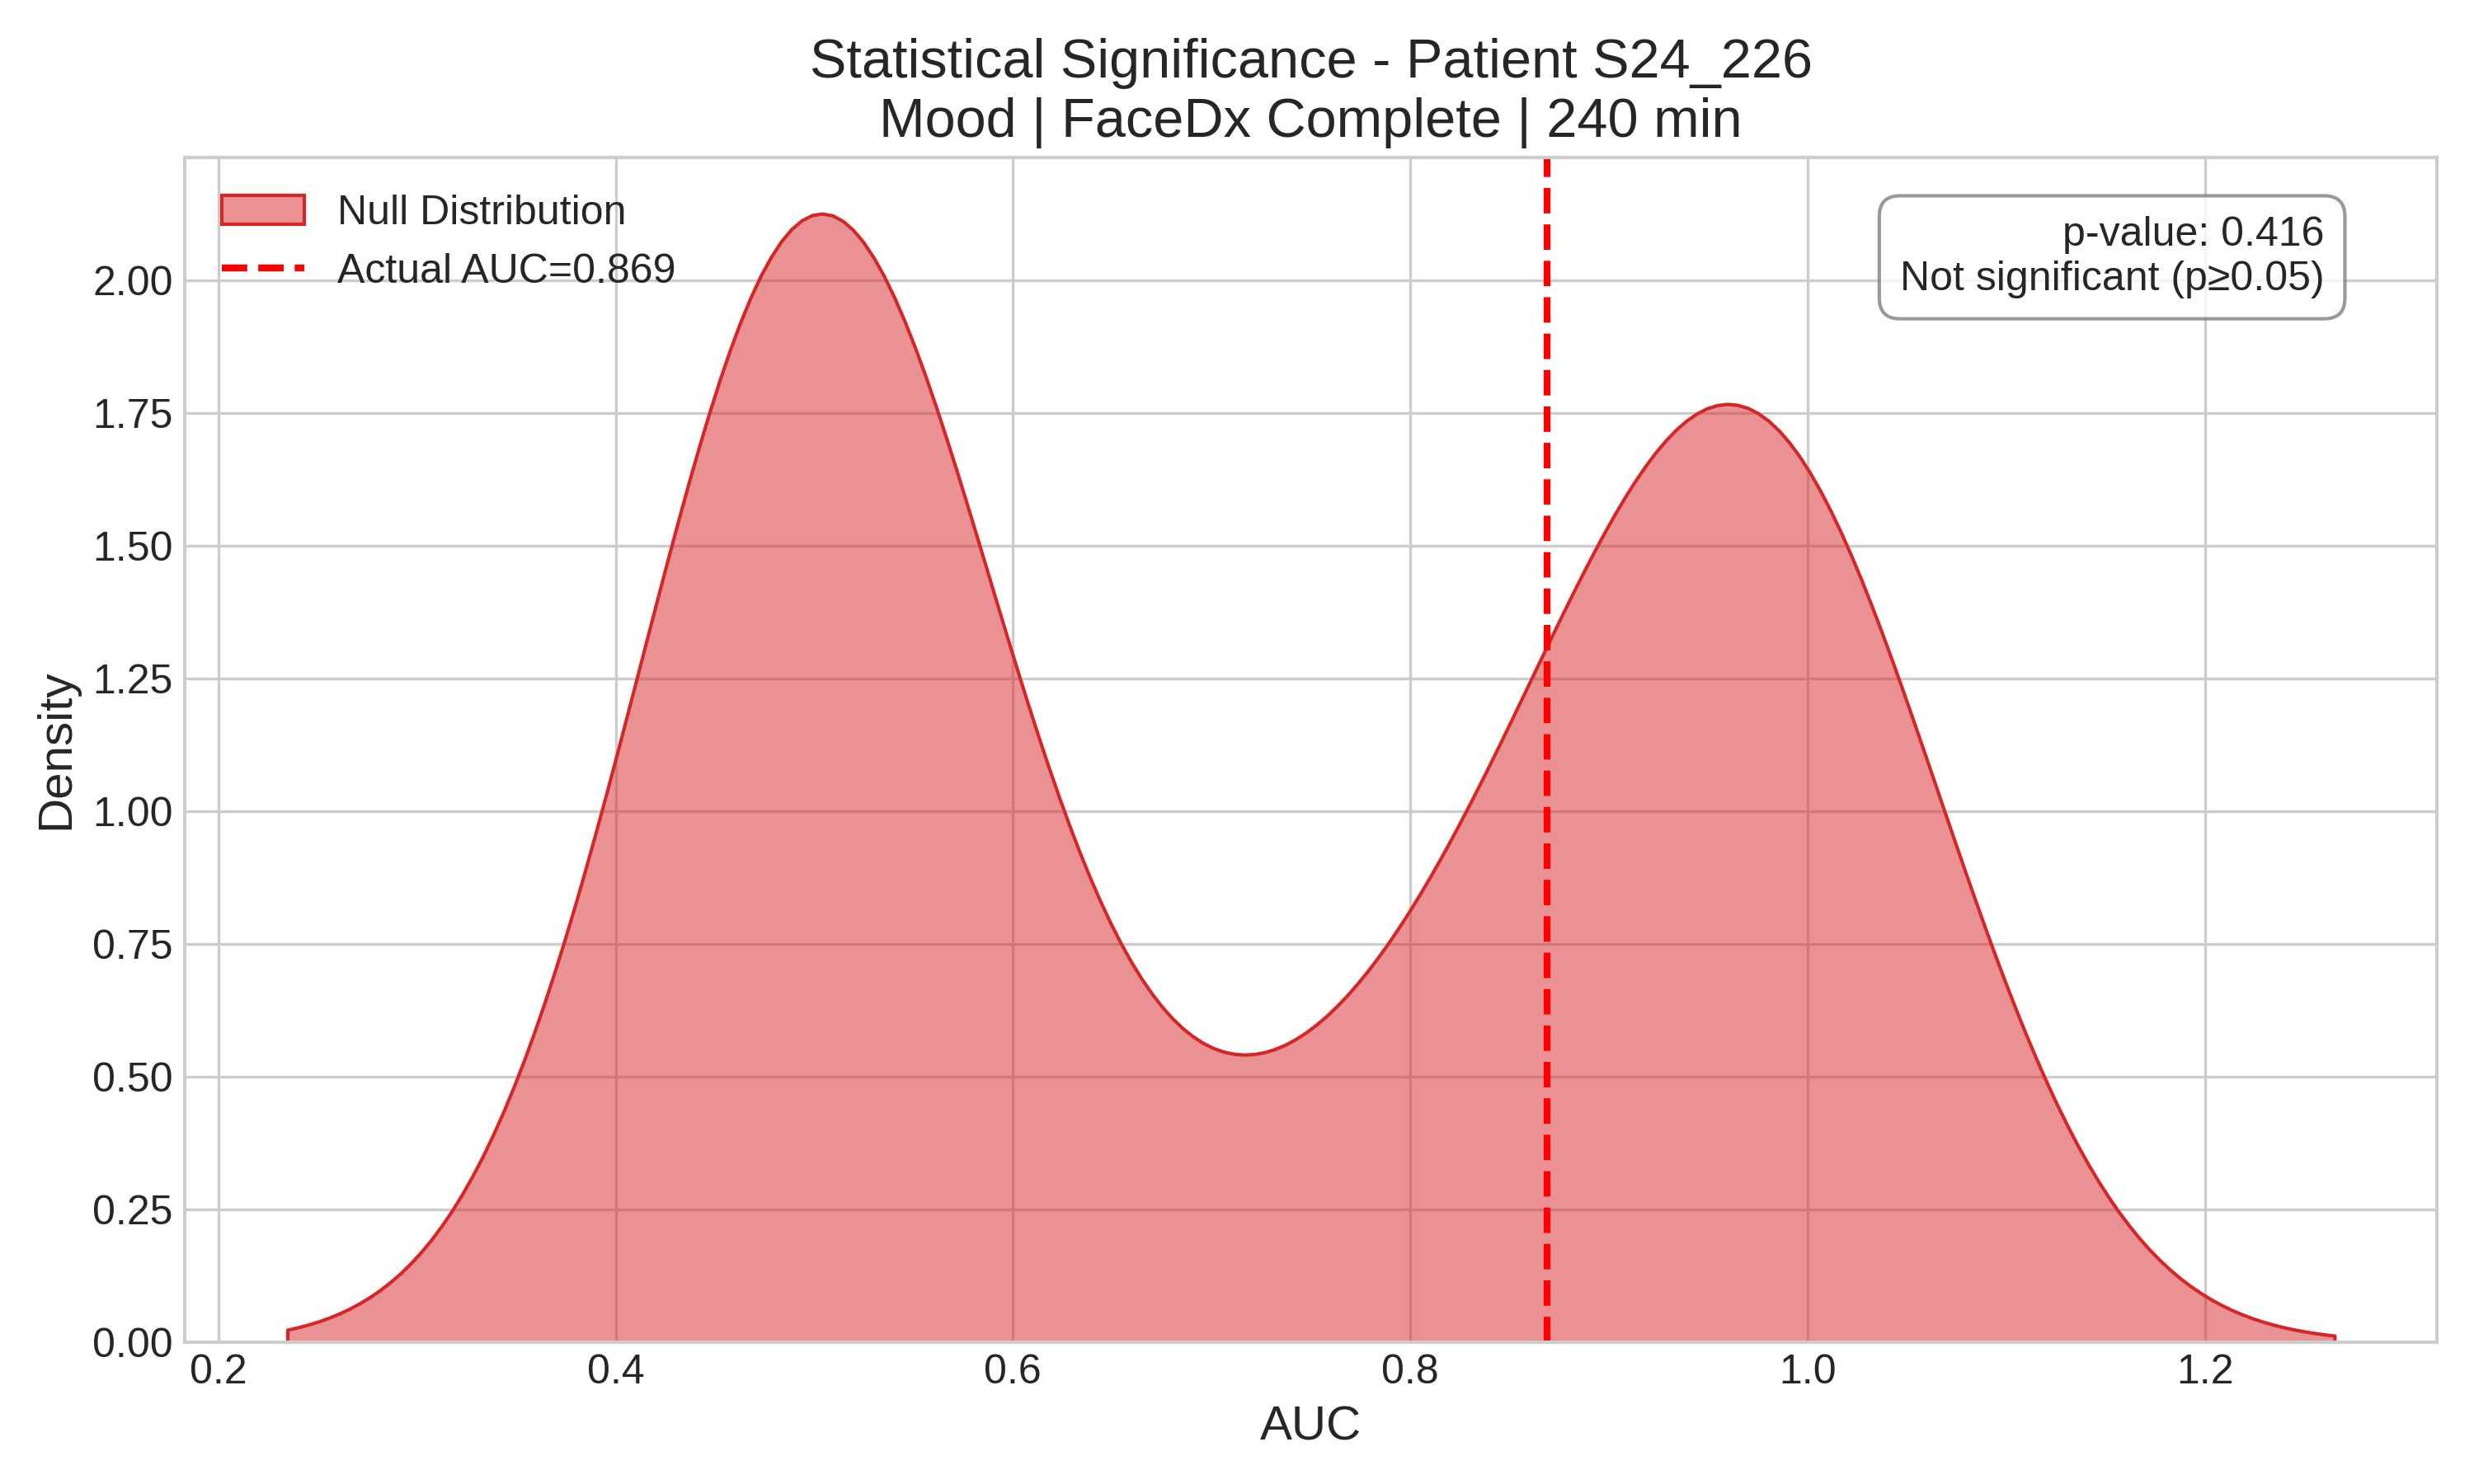 Statistical Significance - Patient S24_226
Mood | FaceDx Complete | 240 min
Null Distribution
Actual AUC=0.869
p-value: 0.416
Not significant (p≥0.05)
Density
2.00
1.75
1.50
1.25
1.00
0.75
0.50
0.25
0.00
0.2 0.4 0.6 0.8 1.0 1.2
AUC